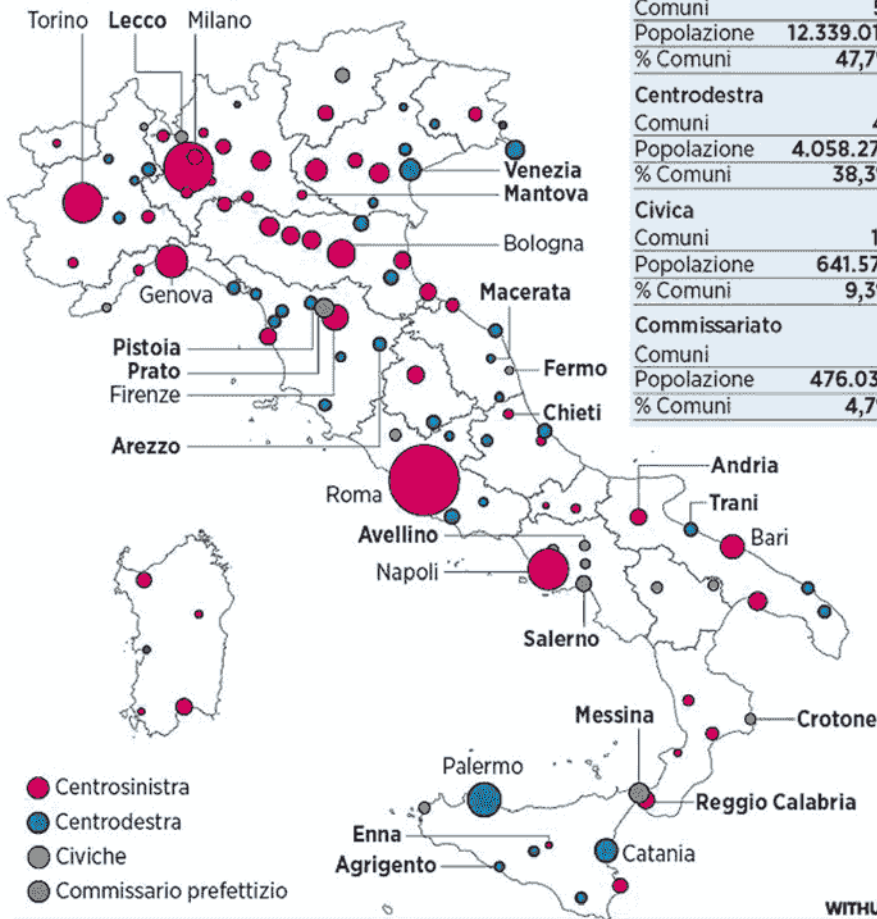 Torino Lecco Milano
Comuni
Popolazione 12.339.01
% Comuni 47,7
Centrodestra
Comuni
Popolazione 4.058.27
% Comuni 38,3
Civica
Comuni 1
Popolazione 641.57
% Comuni 9,3
Commissariato
Comuni
Popolazione 476.03
% Comuni 4,7
Venezia
Mantova
Bologna
Genova
Macerata
Pistoia
Prato
Firenze
Fermo
Arezzo
Chieti
Roma
Andria
Trani
Bari
Avellino
Napoli
Salerno
Messina
Crotone
Palermo
Reggio Calabria
Enna
Catania
Agrigento
Centrosinistra
Centrodestra
Civiche
Commissario prefettizio
WITHU